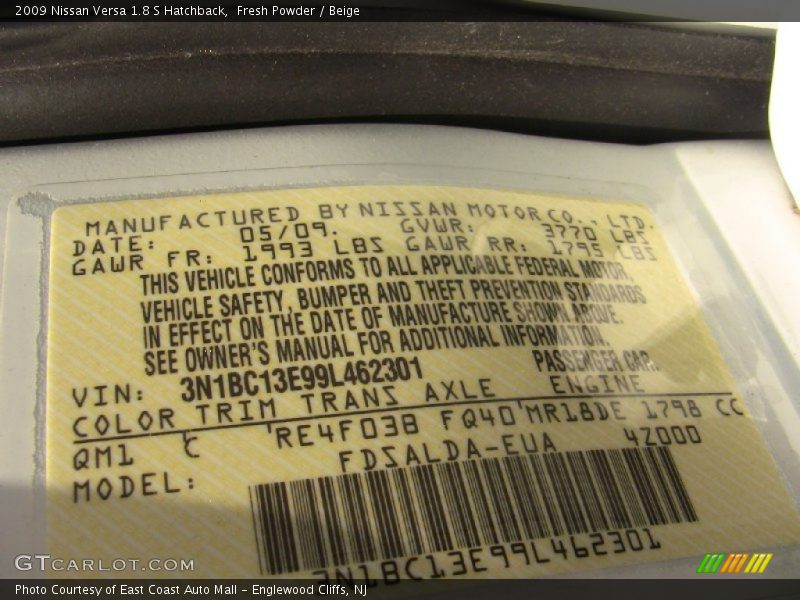 2009 Nissan Versa 1.8 S Hatchback,  Fresh Powder / Beige
MANUFACTURED BY NISSAN MOTOR CO., LTD.
DATE: 05/09. GVWR: 3770 LBS
GAWR FR: 1993 LBS GAWR RR: 1795 LBS
THIS VEHICLE CONFORMS TO ALL APPLICABLE FEDERAL MOTOR
VEHICLE SAFETY, BUMPER AND THEFT PREVENTION STANDARDS
IN EFFECT ON THE DATE OF MANUFACTURE SHOWN ABOVE.
SEE OWNER'S MANUAL FOR ADDITIONAL INFORMATION.
VIN: 3N1BC13E99L462301 PASSENGER CAR.
COLOR TRIM TRANS AXLE ENGINE
QM1 C RE4F03B FQ40 MR18DE 1798 CC
MODEL: FDSALDA-EUA 4Z000
3N1BC13E99L462301
GTCARLOT.COM
Photo Courtesy of East Coast Auto Mall - Englewood Cliffs, NJ